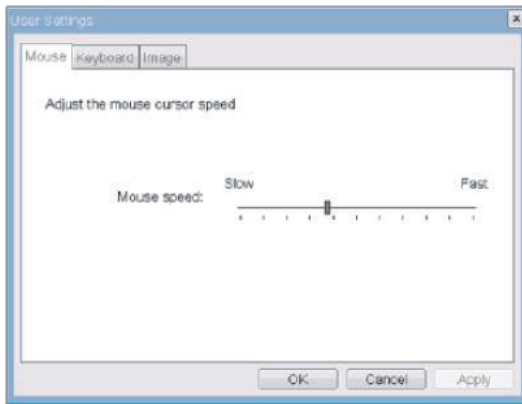 User Settings
Mouse Keyboard Image
Adjust the mouse cursor speed
Slow Fast
Mouse speed:
OK Cancel Apply